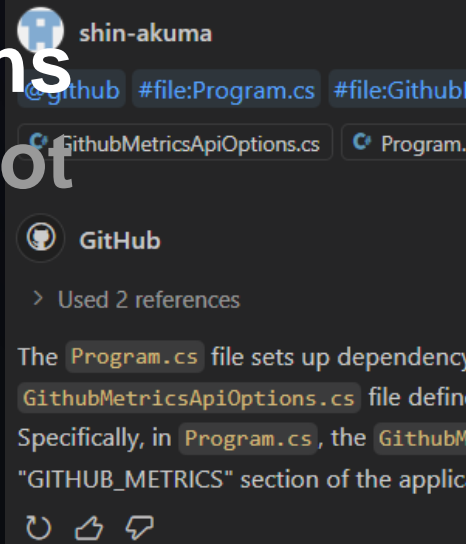 shin-akuma
ns
@github #file:Program.cs #file:Github
GithubMetricsApiOptions.cs Program.
ot
GitHub
Used 2 references
The Program.cs file sets up dependency
GithubMetricsApiOptions.cs file define
Specifically, in Program.cs, the GithubM
"GITHUB_METRICS" section of the applic